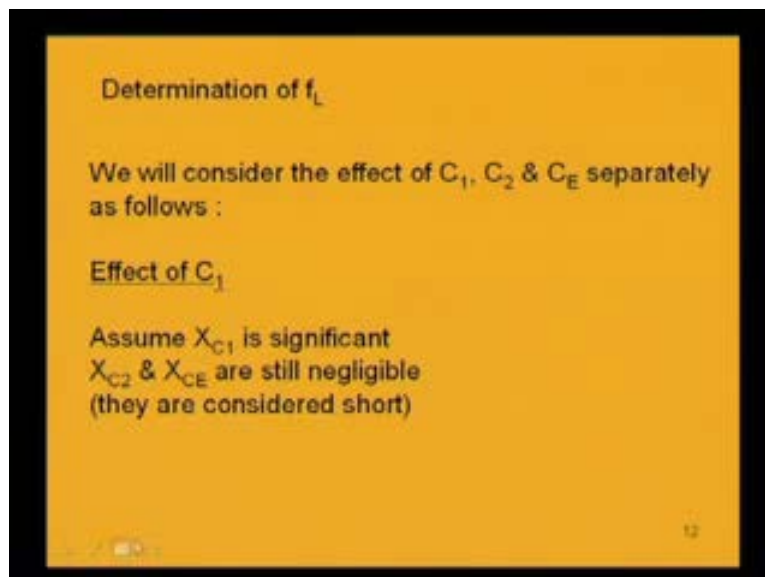 Determination of f_L
We will consider the effect of C_1, C_2 & C_E separately
as follows :
Effect of C_1
Assume X_C1 is significant
X_C2 & X_CE are still negligible
(they are considered short)
12